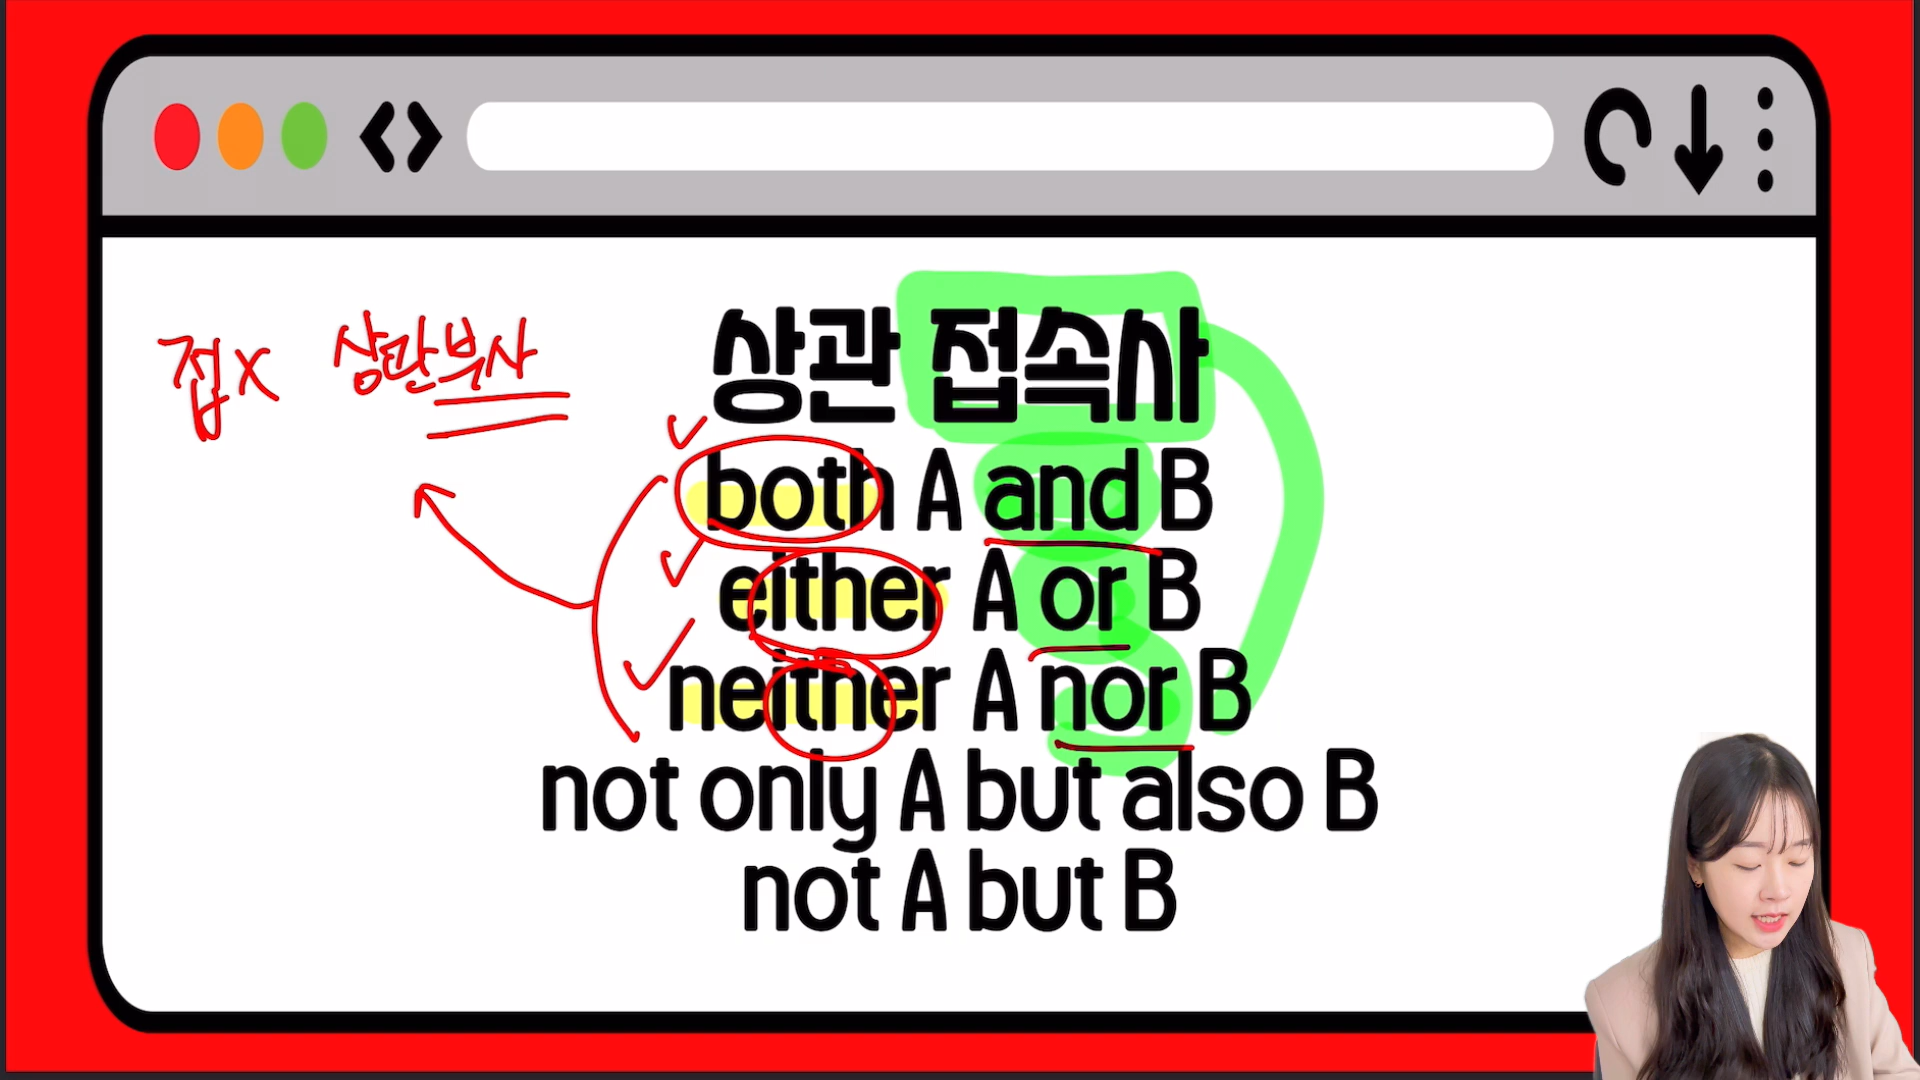 접x 상관부사
상관 접속사
both A and B
either A or B
neither A nor B
not only A but also B
not A but B